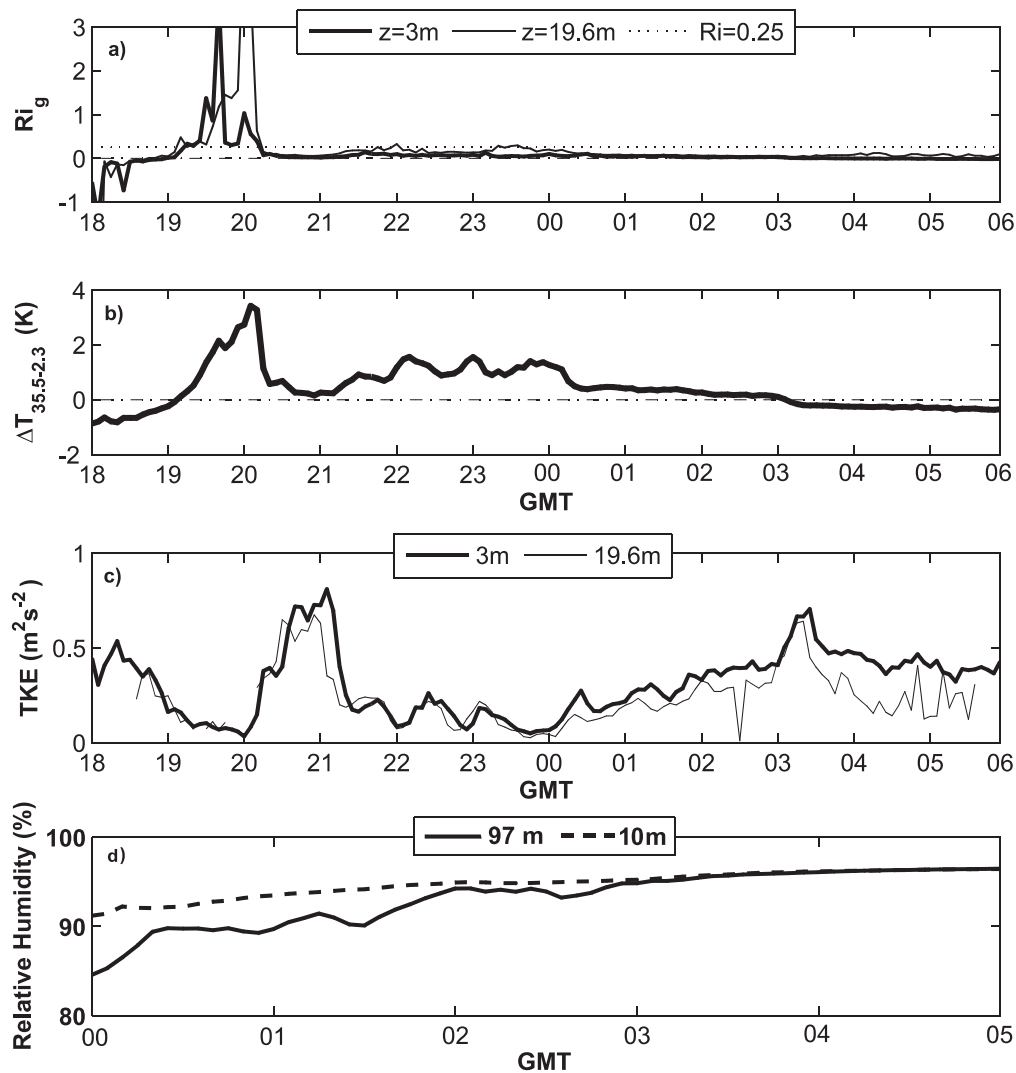 a)
z=3m z=19.6m Ri=0.25
Ri_g
3
2
1
0
-1
18 19 20 21 22 23 00 01 02 03 04 05 06
b)
ΔT_35.5-2.3 (K)
4
2
0
-2
18 19 20 21 22 23 00 01 02 03 04 05 06
GMT
c)
3m 19.6m
TKE (m²s⁻²)
1
0.5
0
18 19 20 21 22 23 00 01 02 03 04 05 06
GMT
d)
97 m 10m
Relative Humidity (%)
100
90
80
00 01 02 03 04 05
GMT